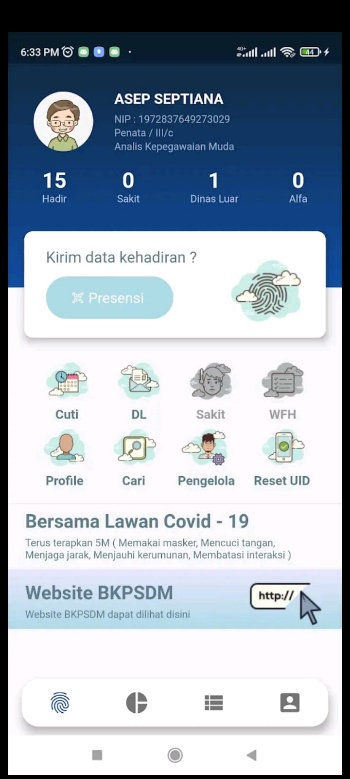 6:33 PM
4G+
44
ASEP SEPTIANA
NIP : 1972837649273029
Penata / III/c
Analis Kepegawaian Muda
15 0 1 0
Hadir Sakit Dinas Luar Alfa
Kirim data kehadiran ?
Presensi
Cuti DL Sakit WFH
Profile Cari Pengelola Reset UID
Bersama Lawan Covid - 19
Terus terapkan 5M ( Memakai masker, Mencuci tangan,
Menjaga jarak, Menjauhi kerumunan, Membatasi interaksi )
Website BKPSDM
http://
Website BKPSDM dapat dilihat disini